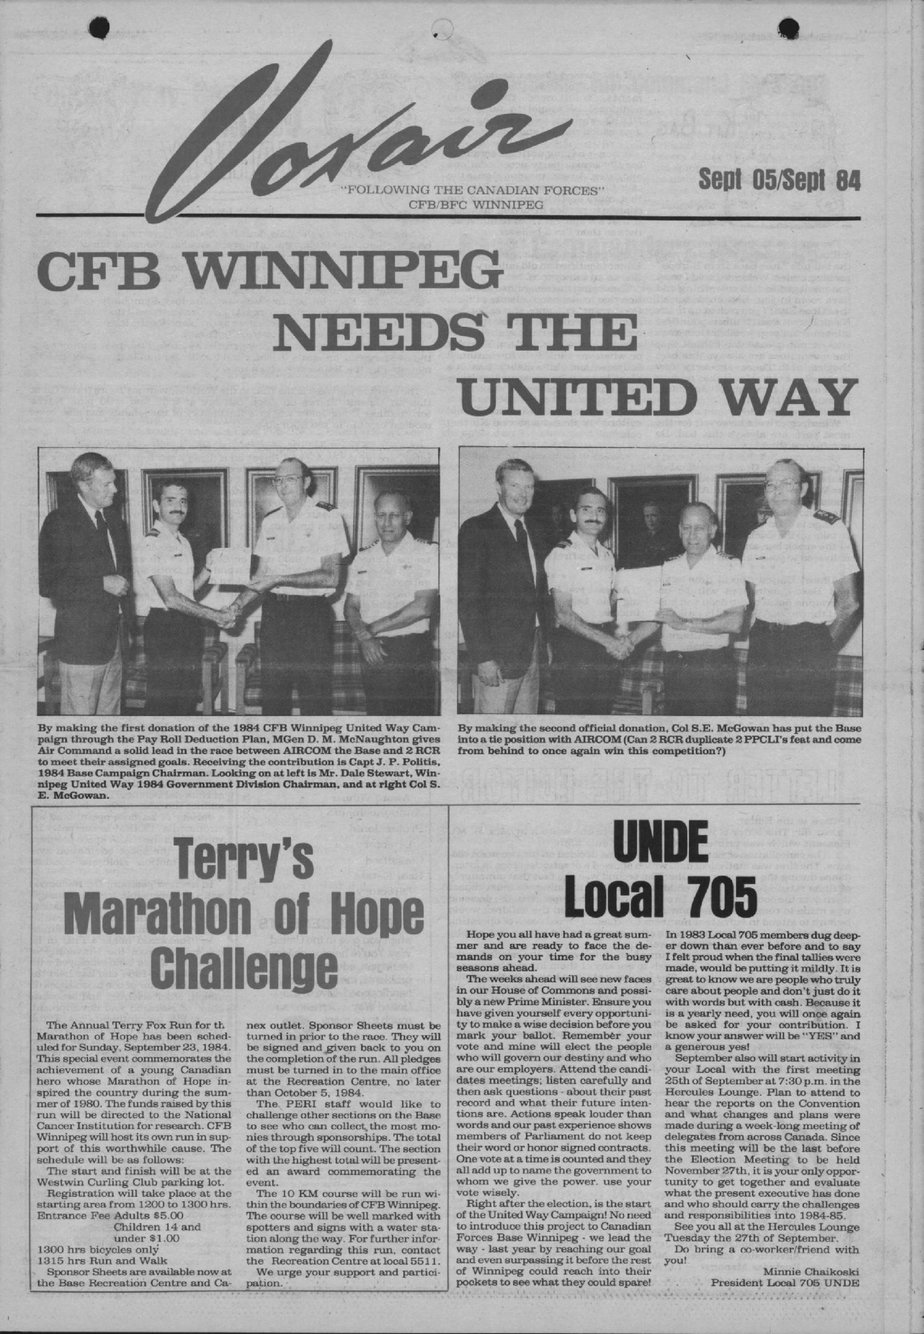 Voxair
Sept 05/Sept 84
"FOLLOWING THE CANADIAN FORCES"
CFB/BFC WINNIPEG
CFB WINNIPEG
NEEDS THE
UNITED WAY
By making the first donation of the 1984 CFB Winnipeg United Way Cam-
paign through the Pay Roll Deduction Plan, MGen D. M. McNaughton gives
Air Command a solid lead in the race between AIRCOM the Base and 2 RCR
to meet their assigned goals. Receiving the contribution is Capt J. P. Politis,
1984 Base Campaign Chairman. Looking on at left is Mr. Dale Stewart, Win-
nipeg United Way 1984 Government Division Chairman, and at right Col S.
E. McGowan.
By making the second official donation, Col S.E. McGowan has put the Base
into a tie position with AIRCOM (Can 2 RCR duplicate 2 PPCLI's feat and come
from behind to once again win this competition?)
Terry's
Marathon of Hope
Challenge
The Annual Terry Fox Run for th
Marathon of Hope has been sched-
uled for Sunday, September 23, 1984.
This special event commemorates the
achievement of a young Canadian
hero whose Marathon of Hope in-
spired the country during the sum-
mer of 1980. The funds raised by this
run will be directed to the National
Cancer Institution for research. CFB
Winnipeg will host its own run in sup-
port of this worthwhile cause. The
schedule will be as follows:
The start and finish will be at the
Westwin Curling Club parking lot.
Registration will take place at the
starting area from 1200 to 1300 hrs.
Entrance Fee Adults $5.00
Children 14 and
under $1.00
1300 hrs bicycles only
1315 hrs Run and Walk
Sponsor Sheets are available now at
the Base Recreation Centre and Ca-
nex outlet. Sponsor Sheets must be
turned in prior to the race. They will
be signed and given back to you on
the completion of the run. All pledges
must be turned in to the main office
at the Recreation Centre, no later
than October 5, 1984.
The PERI staff would like to
challenge other sections on the Base
to see who can collect the most mo-
nies through sponsorships. The total
of the top five will count. The section
with the highest total will be present-
ed an award commemorating the
event.
The 10 KM course will be run wi-
thin the boundaries of CFB Winnipeg.
The course will be well marked with
spotters and signs with a water sta-
tion along the way. For further infor-
mation regarding this run, contact
the Recreation Centre at local 5511.
We urge your support and partici-
pation.
UNDE
Local 705
Hope you all have had a great sum-
mer and are ready to face the de-
mands on your time for the busy
seasons ahead.
The weeks ahead will see new faces
in our House of Commons and possi-
bly a new Prime Minister. Ensure you
have given yourself every opportuni-
ty to make a wise decision before you
mark your ballot. Remember your
vote and mine will elect the people
who will govern our destiny and who
are our employers. Attend the candi-
dates meetings; listen carefully and
then ask questions - about their past
record and what their future inten-
tions are. Actions speak louder than
words and our past experience shows
members of Parliament do not keep
their word or honor signed contracts.
One vote at a time is counted and they
all add up to name the government to
whom we give the power. use your
vote wisely.
Right after the election, is the start
of the United Way Campaign! No need
to introduce this project to Canadian
Forces Base Winnipeg - we lead the
way - last year by reaching our goal
and even surpassing it before the rest
of Winnipeg could reach into their
pockets to see what they could spare!
In 1983 Local 705 members dug deep-
er down than ever before and to say
I felt proud when the final tallies were
made, would be putting it mildly. It is
great to know we are people who truly
care about people and don't just do it
with words but with cash. Because it
is a yearly need, you will once again
be asked for your contribution. I
know your answer will be "YES" and
a generous yes!
September also will start activity in
your Local with the first meeting
25th of September at 7:30 p.m. in the
Hercules Lounge. Plan to attend to
hear the reports on the Convention
and what changes and plans were
made during a week-long meeting of
delegates from across Canada. Since
this meeting will be the last before
the Election Meeting to be held
November 27th, it is your only oppor-
tunity to get together and evaluate
what the present executive has done
and who should carry the challenges
and responsibilities into 1984-85.
See you all at the Hercules Lounge
Tuesday the 27th of September.
Do bring a co-worker/friend with
you!
Minnie Chaikoski
President Local 705 UNDE